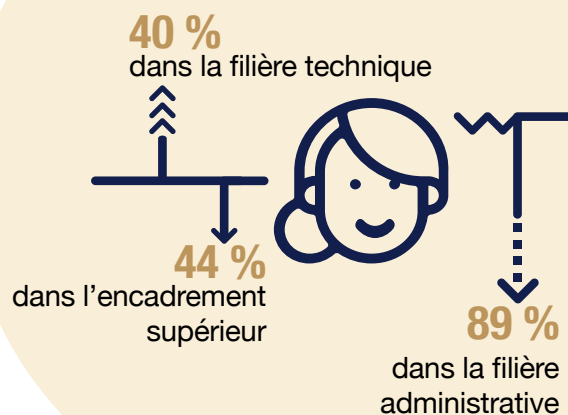 40 %
dans la filière technique
44 %
dans l’encadrement
supérieur
89 %
dans la filière
administrative